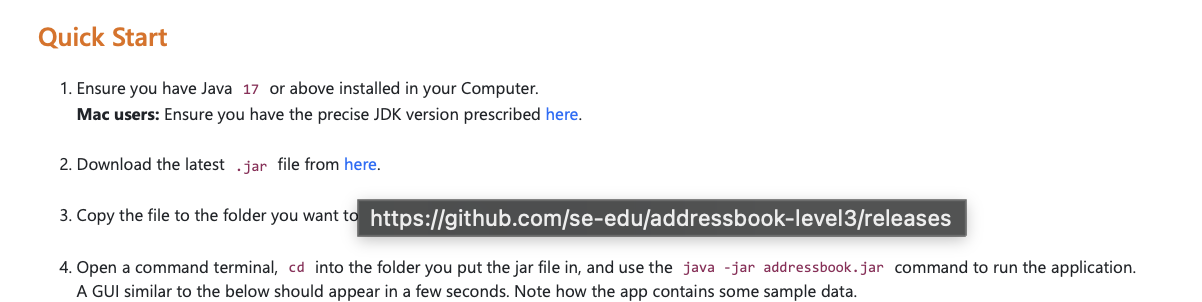 Quick Start
1. Ensure you have Java 17 or above installed in your Computer.
Mac users: Ensure you have the precise JDK version prescribed here.
2. Download the latest .jar file from here.
3. Copy the file to the folder you want to
https://github.com/se-edu/addressbook-level3/releases
4. Open a command terminal, cd into the folder you put the jar file in, and use the java -jar addressbook.jar command to run the application.
A GUI similar to the below should appear in a few seconds. Note how the app contains some sample data.